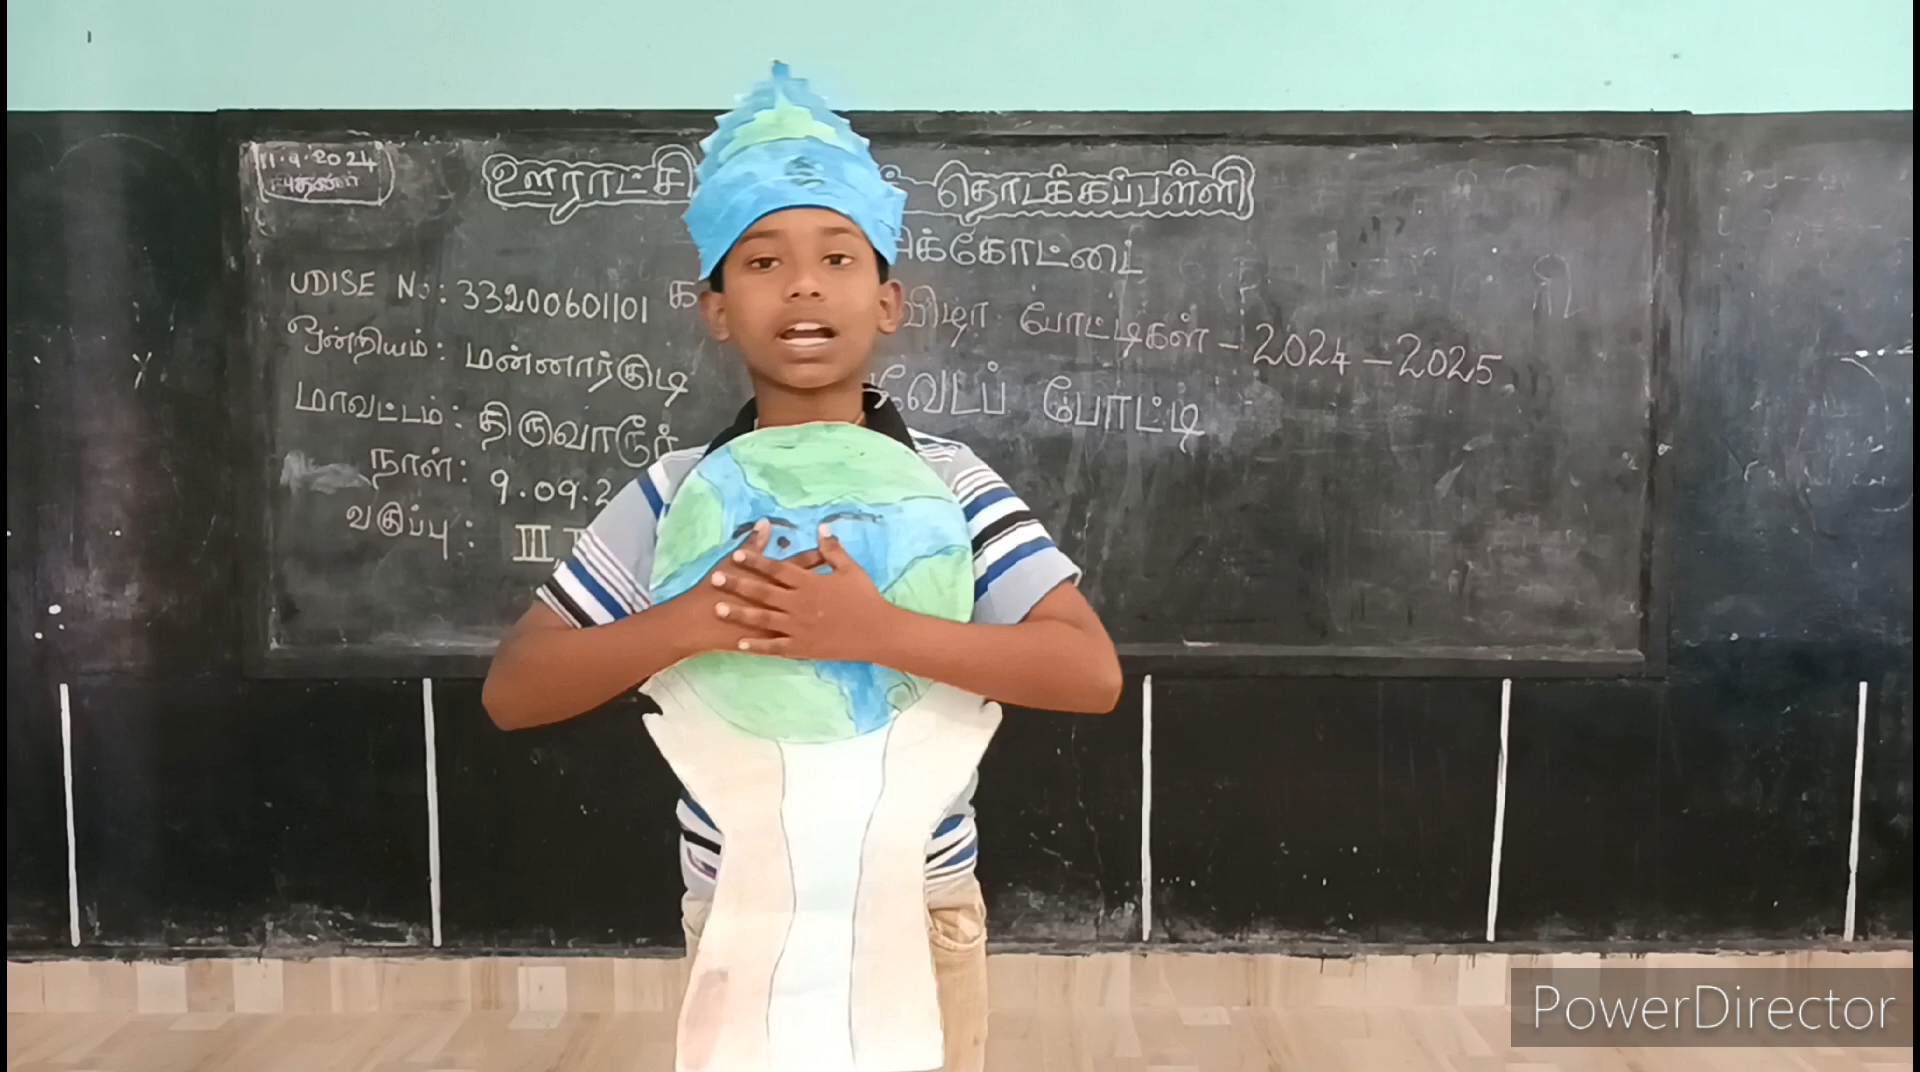 11.9.2024
புதன்
ஊராட்சி தொடக்கப்பள்ளி
க்கோட்டை
UDISE No: 33200601101 க விழா போட்டிகள் - 2024 - 2025
ஒன்றியம்: மன்னார்குடி வேடப் போட்டி
மாவட்டம்: திருவாரூர்
நாள்: 9.09.2
வகுப்பு: III
PowerDirector